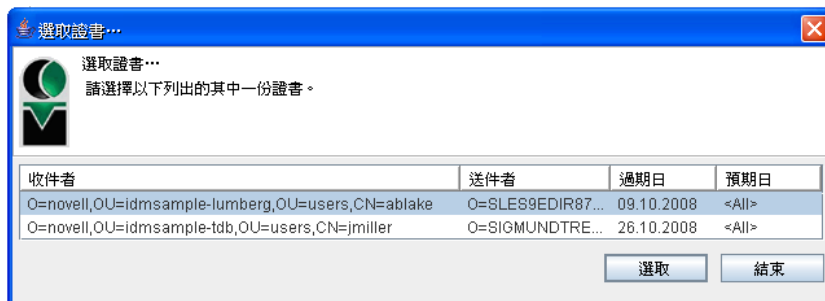 選取證書…
選取證書…
請選擇以下列出的其中一份證書。
收件者 送件者 過期日 預期日
O=novell,OU=idmsample-lumberg,OU=users,CN=ablake O=SLES9EDIR87... 09.10.2008 <All>
O=novell,OU=idmsample-tdb,OU=users,CN=jmiller O=SIGMUNDTRE... 26.10.2008 <All>
選取 結束